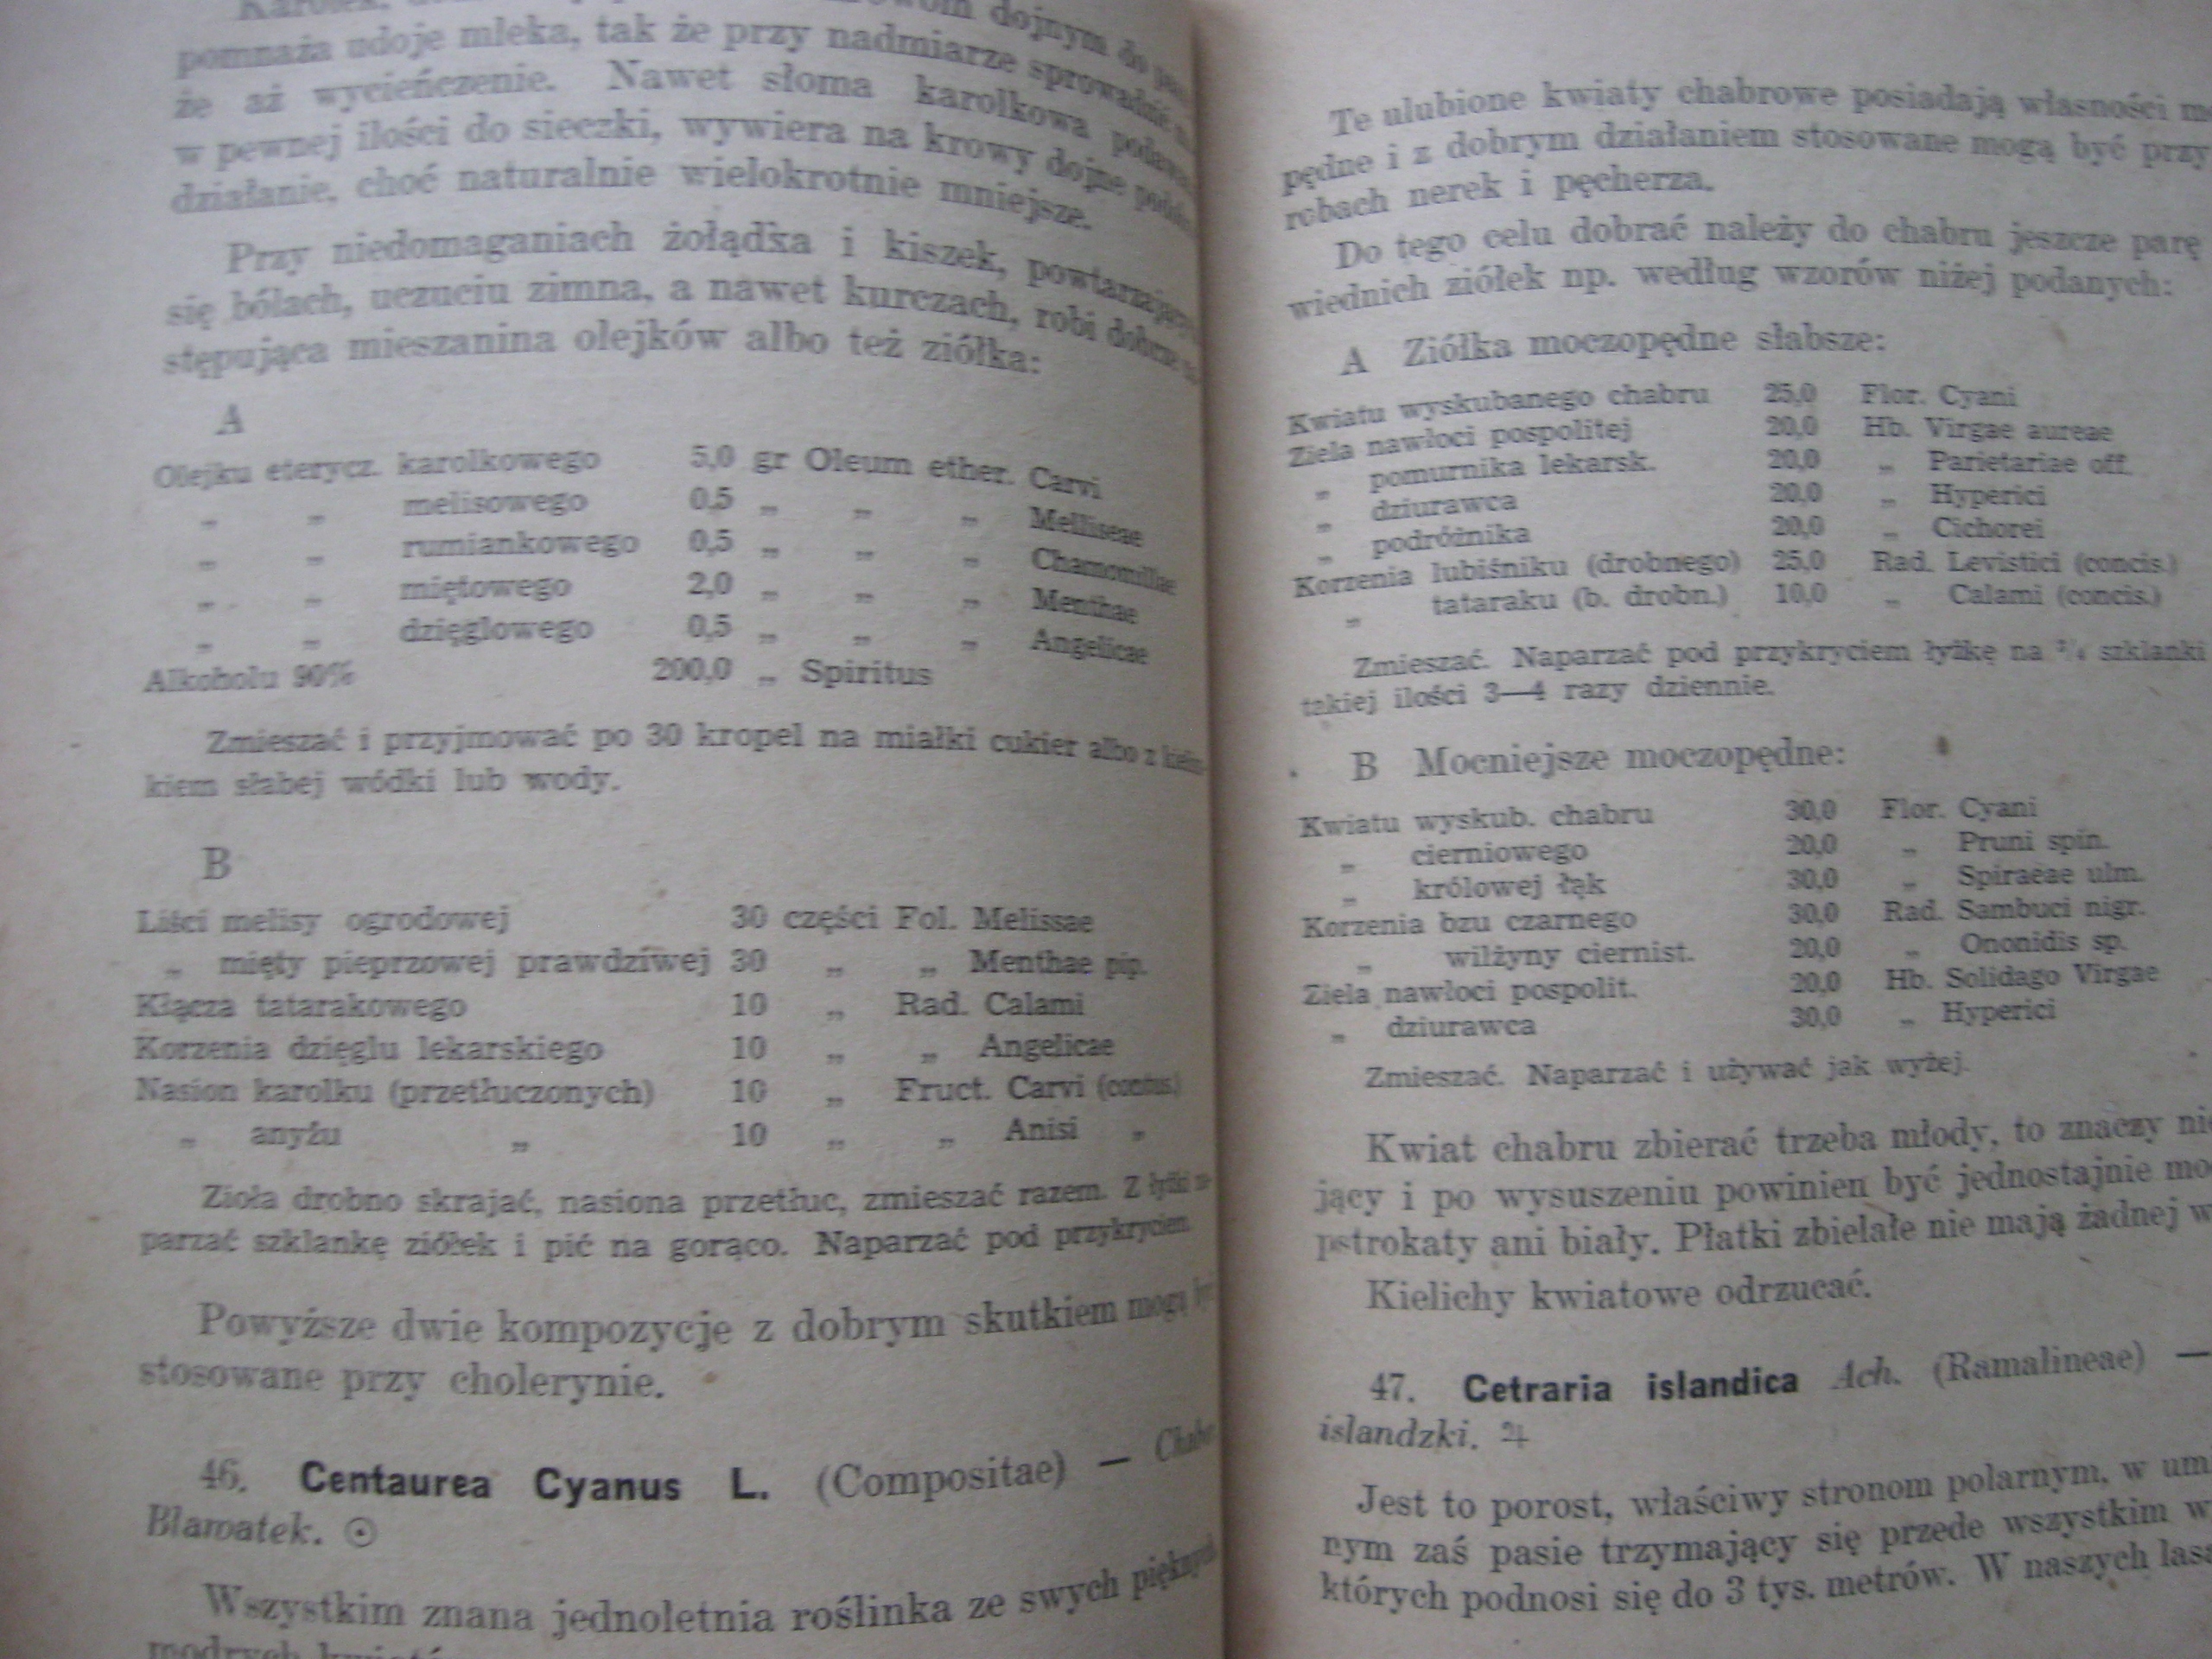 dojnym do
pomnaża udoje mleka, tak że przy nadmiarze sprowadzić
że aż wycieńczenie. Nawet słoma karolkowa
w pewnej ilości do sieczki, wywiera na krowy dojne
działanie, choć naturalnie wielokrotnie mniejsze.
Przy niedomaganiach żołądka i kiszek,
się bólach, uczuciu zimna, a nawet kurczach, robi dobrze
stępująca mieszanina olejków albo też ziółka:
A
Olejku eterycz. karolkowego 5,0 gr Oleum ether. Carvi
„ „ melisowego 0,5 „ „ „ Melliseae
„ „ rumiankowego 0,5 „ „ „ Chamomillae
„ „ miętowego 2,0 „ „ „ Menthae
„ „ dzięglowego 0,5 „ „ „ Angelicae
Alkoholu 90% 200,0 „ Spiritus
Zmieszać i przyjmować po 30 kropel na miałki cukier albo z
kiem słabej wódki lub wody.
B
Liści melisy ogrodowej 30 części Fol. Melissae
„ mięty pieprzowej prawdziwej 30 „ „ Menthae pip.
Kłącza tatarakowego 10 „ Rad. Calami
Korzenia dzięglu lekarskiego 10 „ „ Angelicae
Nasion karolku (przetłuczonych) 10 „ Fruct. Carvi (contus.)
„ anyżu „ 10 „ „ Anisi „
Zioła drobno skrajać, nasiona przetłuc, zmieszać razem. Z łyżki
parzać szklankę ziółek i pić na gorąco. Naparzać pod przykryciem
Powyższe dwie kompozycje z dobrym skutkiem mogą
stosowane przy cholerynie.
46. Centaurea Cyanus L. (Compositae) —
Bławatek. ☉
Wszystkim znana jednoletnia roślinka ze swych pięknych
Te ulubione kwiaty chabrowe posiadają własności
pędne i z dobrym działaniem stosowane mogą być przy
robach nerek i pęcherza.
Do tego celu dobrać należy do chabru jeszcze parę
wiednich ziółek np. według wzorów niżej podanych:
A Ziółka moczopędne słabsze:
Kwiatu wyskubanego chabru 25,0 Flor. Cyani
Ziela nawłoci pospolitej 20,0 Hb. Virgae aureae
„ pomurnika lekarsk. 20,0 „ Parietariae off.
„ dziurawca 20,0 „ Hyperici
„ podróżnika 20,0 „ Cichorei
Korzenia lubiśniku (drobnego) 25,0 Rad. Levistici (concis.)
„ tataraku (b. drobn.) 10,0 „ Calami (concis.)
Zmieszać. Naparzać pod przykryciem łyżkę na ³/₄ szklanki
takiej ilości 3—4 razy dziennie.
B Mocniejsze moczopędne:
Kwiatu wyskub. chabru 30,0 Flor. Cyani
„ cierniowego 20,0 „ Pruni spin.
„ królowej łąk 30,0 „ Spiraeae ulm.
Korzenia bzu czarnego 30,0 Rad. Sambuci nigr.
„ wilżyny ciernist. 20,0 „ Ononidis sp.
Ziela nawłoci pospolit. 20,0 Hb. Solidago Virgae
„ dziurawca 30,0 „ Hyperici
Zmieszać. Naparzać i używać jak wyżej.
Kwiat chabru zbierać trzeba młody, to znaczy
jący i po wysuszeniu powinien być jednostajnie
pstrokaty ani biały. Płatki zbielałe nie mają żadnej
Kielichy kwiatowe odrzucać.
47. Cetraria islandica Ach. (Ramalineae) —
islandzki. ♃
Jest to porost, właściwy stronom polarnym, w
nym zaś pasie trzymający się przede wszystkim w
których podnosi się do 3 tys. metrów. W naszych